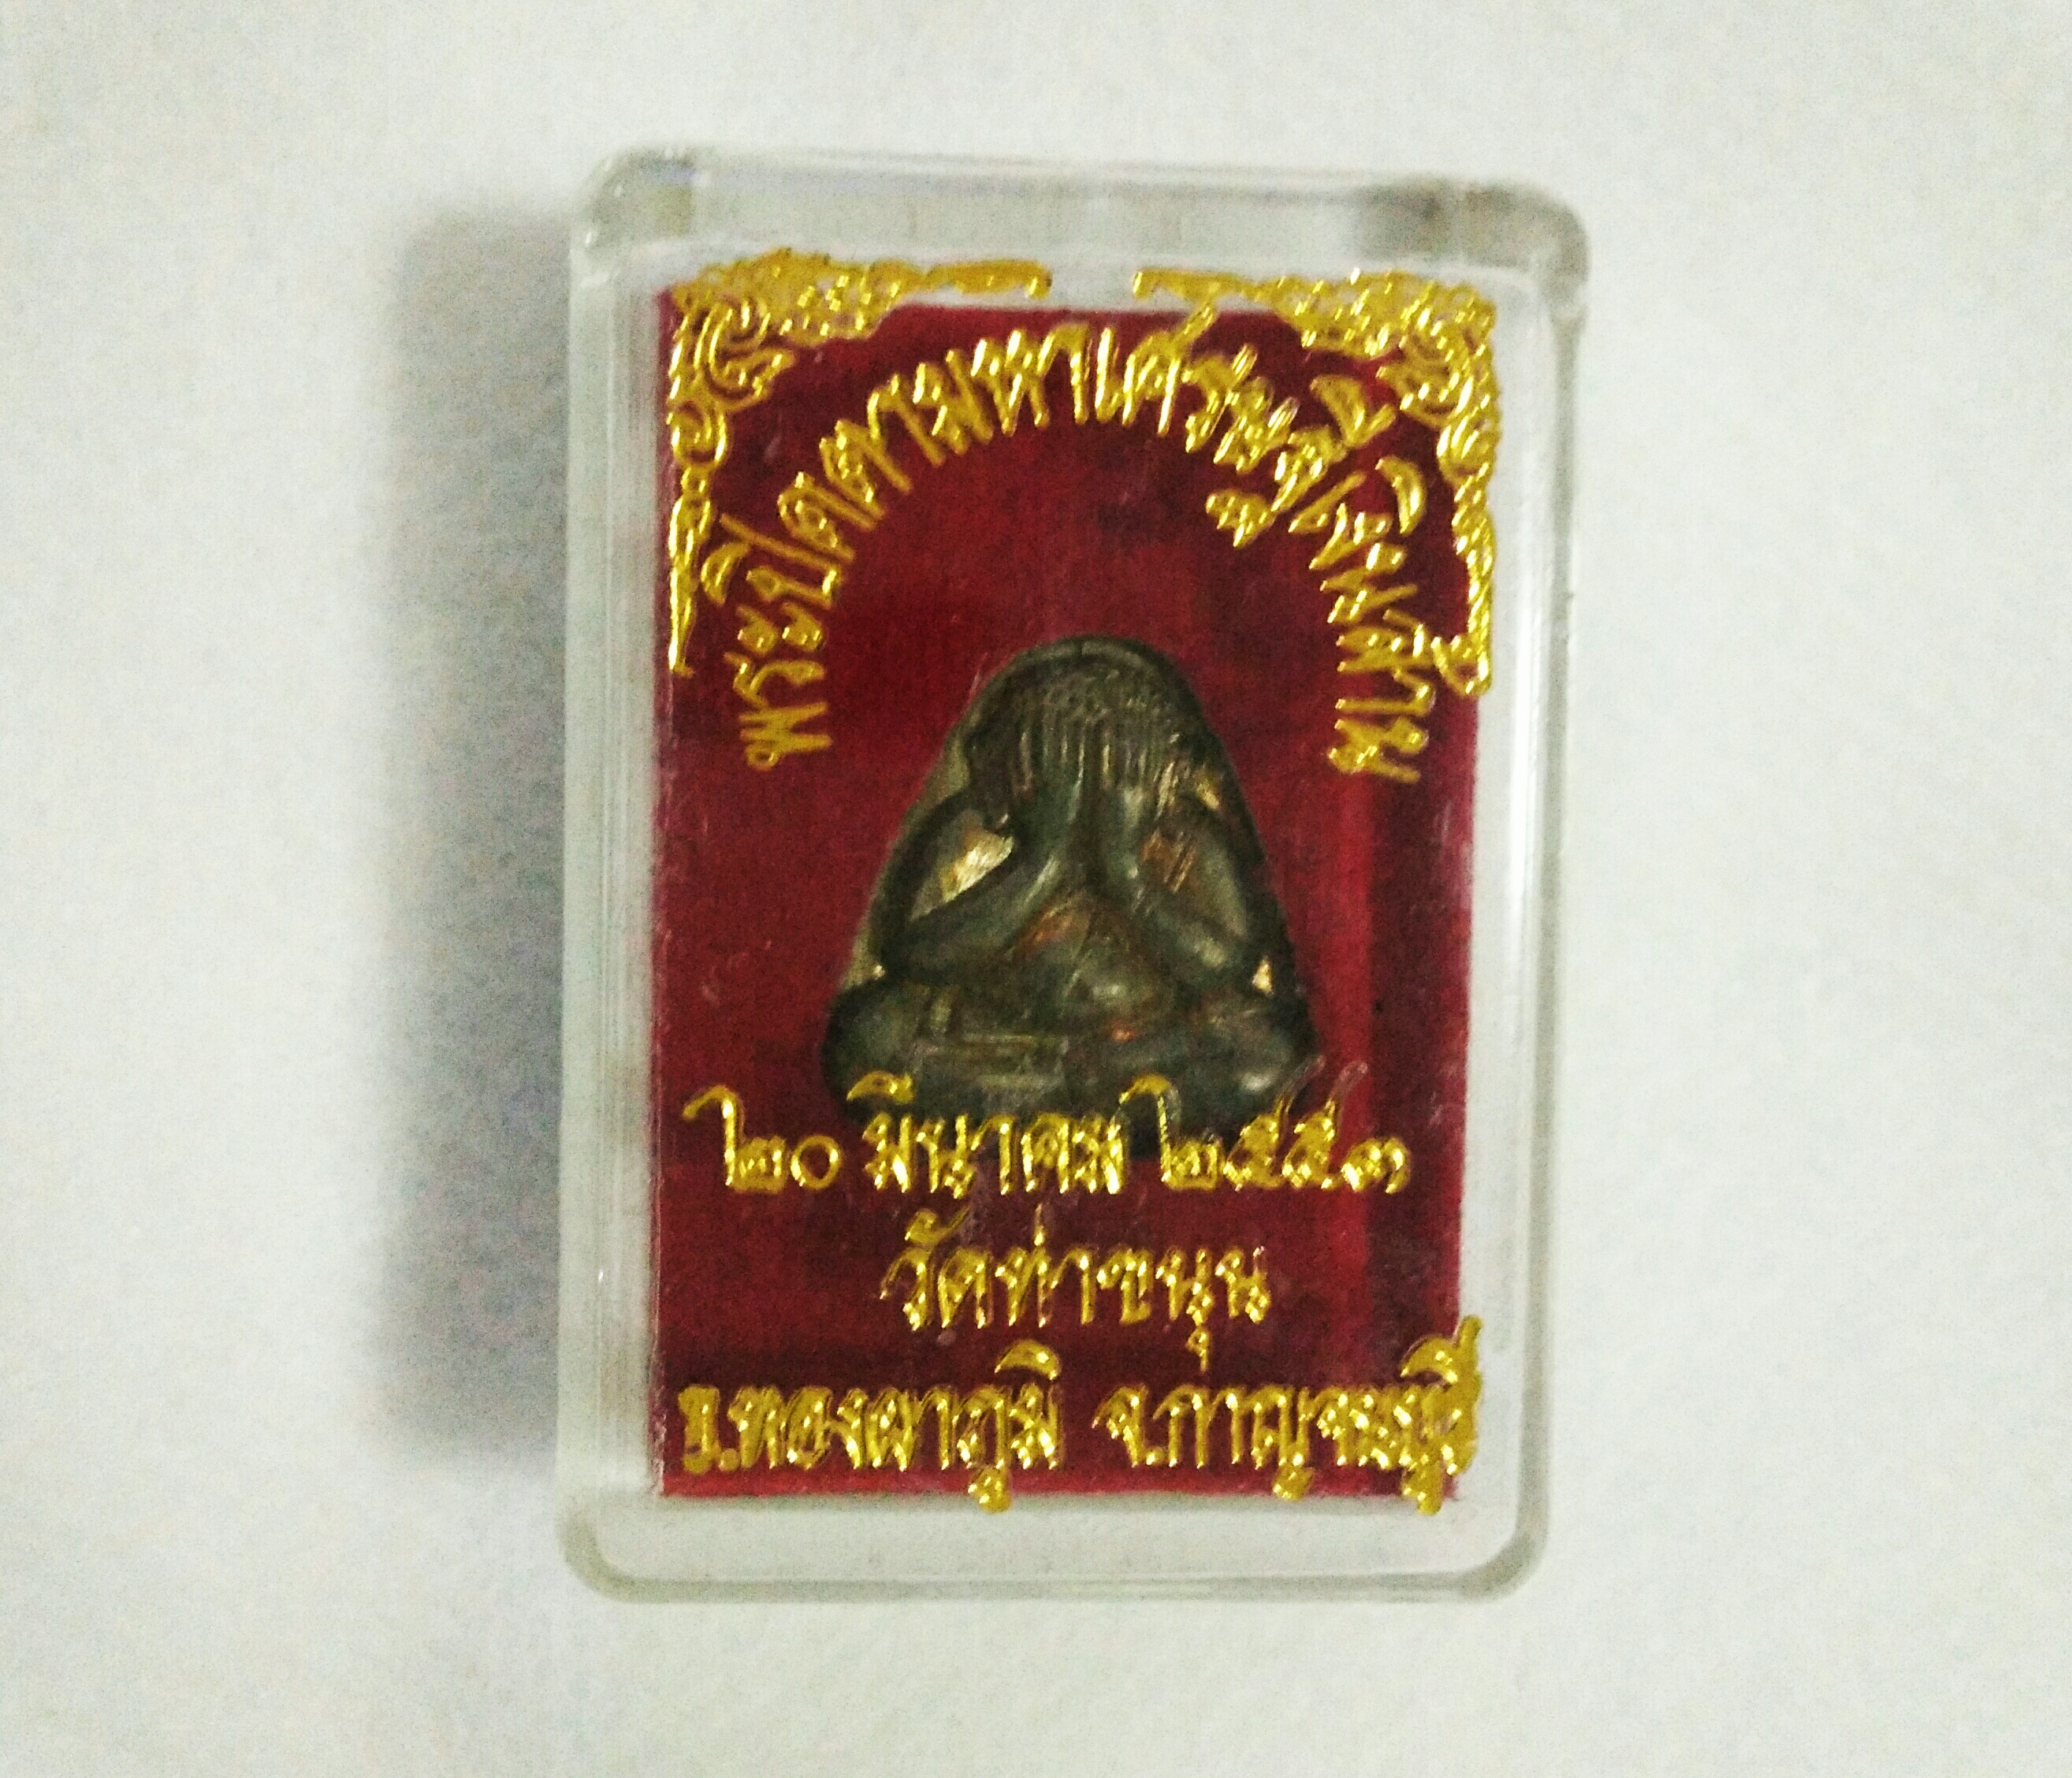 พระปิดตามหาเศรษฐีเงินล้าน
๒๐ มีนาคม ๒๕๕๓
วัดท่าขนุน
อ.ทองผาภูมิ จ.กาญจนบุรี